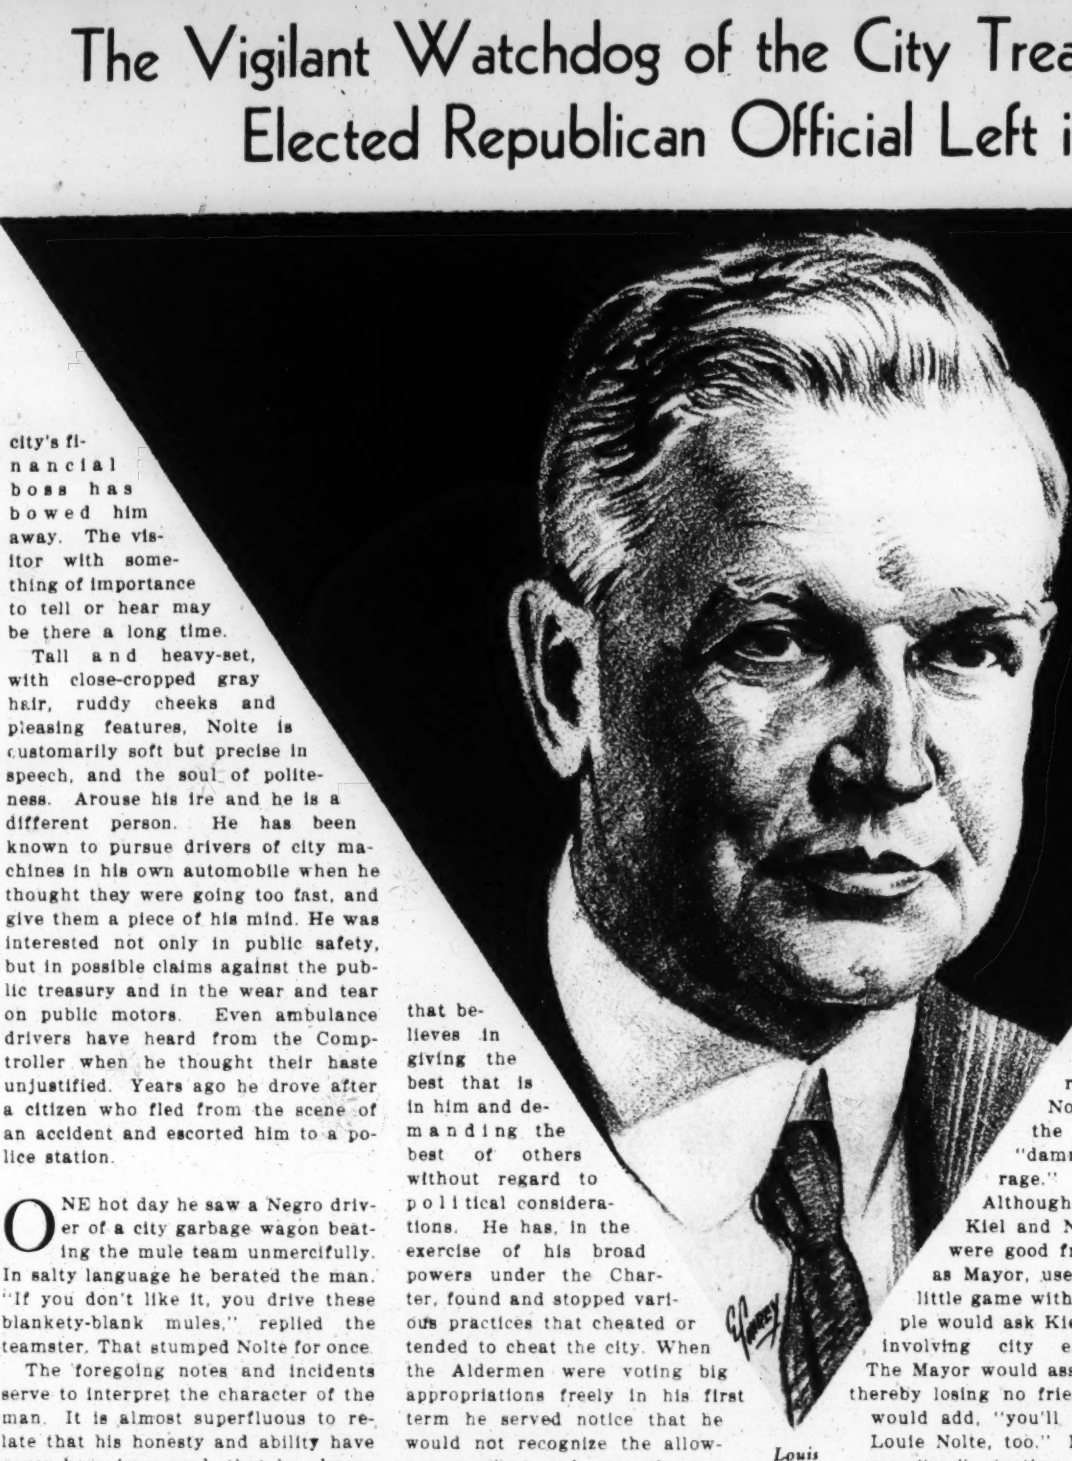 The Vigilant Watchdog of the City Trea
Elected Republican Official Left i
city's fi-
nancial
boss has
bowed him
away. The vis-
itor with some-
thing of importance
to tell or hear may
be there a long time.
Tall and heavy-set,
with close-cropped gray
hair, ruddy cheeks and
pleasing features, Nolte is
customarily soft but precise in
speech, and the soul of polite-
ness. Arouse his ire and he is a
different person. He has been
known to pursue drivers of city ma-
chines in his own automobile when he
thought they were going too fast, and
give them a piece of his mind. He was
interested not only in public safety,
but in possible claims against the pub-
lic treasury and in the wear and tear
on public motors. Even ambulance
drivers have heard from the Comp-
troller when he thought their haste
unjustified. Years ago he drove after
a citizen who fled from the scene of
an accident and escorted him to a po-
lice station.
ONE hot day he saw a Negro driv-
er of a city garbage wagon beat-
ing the mule team unmercifully.
In salty language he berated the man.
"If you don't like it, you drive these
blankety-blank mules," replied the
teamster. That stumped Nolte for once.
The foregoing notes and incidents
serve to interpret the character of the
man. It is almost superfluous to re-
late that his honesty and ability have
that be-
lieves in
giving the
best that is
in him and de-
manding the
best of others
without regard to
political considera-
tions. He has, in the
exercise of his broad
powers under the Char-
ter, found and stopped vari-
ous practices that cheated or
tended to cheat the city. When
the Aldermen were voting big
appropriations freely in his first
term he served notice that he
would not recognize the allow-
Louis
r
No
the
"damn
rage."
Although
Kiel and N
were good fr
as Mayor, use
little game with
ple would ask Kie
involving city e
The Mayor would ass
thereby losing no frie
would add, "you'll
Louie Nolte, too."